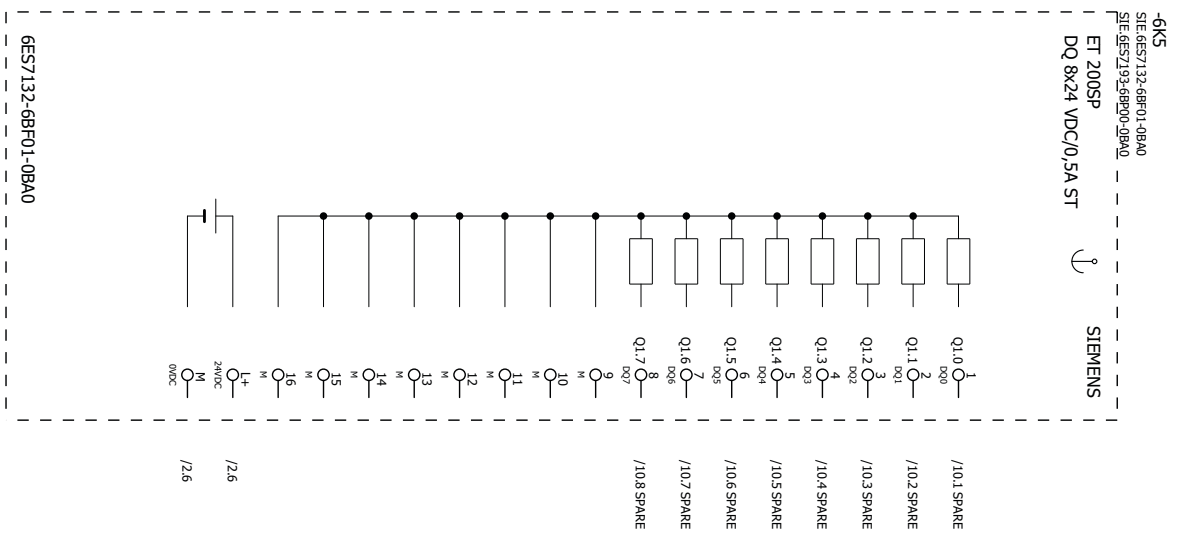 -6K5
SIE.6ES7132-6BF01-0BA0
SIE.6ES7193-6BP00-0BA0
ET 200SP
DQ 8x24 VDC/0,5A ST
SIEMENS
1
Q1.0
DQ0
/10.1 SPARE
2
Q1.1
DQ1
/10.2 SPARE
3
Q1.2
DQ2
/10.3 SPARE
4
Q1.3
DQ3
/10.4 SPARE
5
Q1.4
DQ4
/10.5 SPARE
6
Q1.5
DQ5
/10.6 SPARE
7
Q1.6
DQ6
/10.7 SPARE
8
Q1.7
DQ7
/10.8 SPARE
9
M
10
M
11
M
12
M
13
M
14
M
15
M
16
M
L+
24VDC
/2.6
M
0VDC
/2.6
6ES7132-6BF01-0BA0